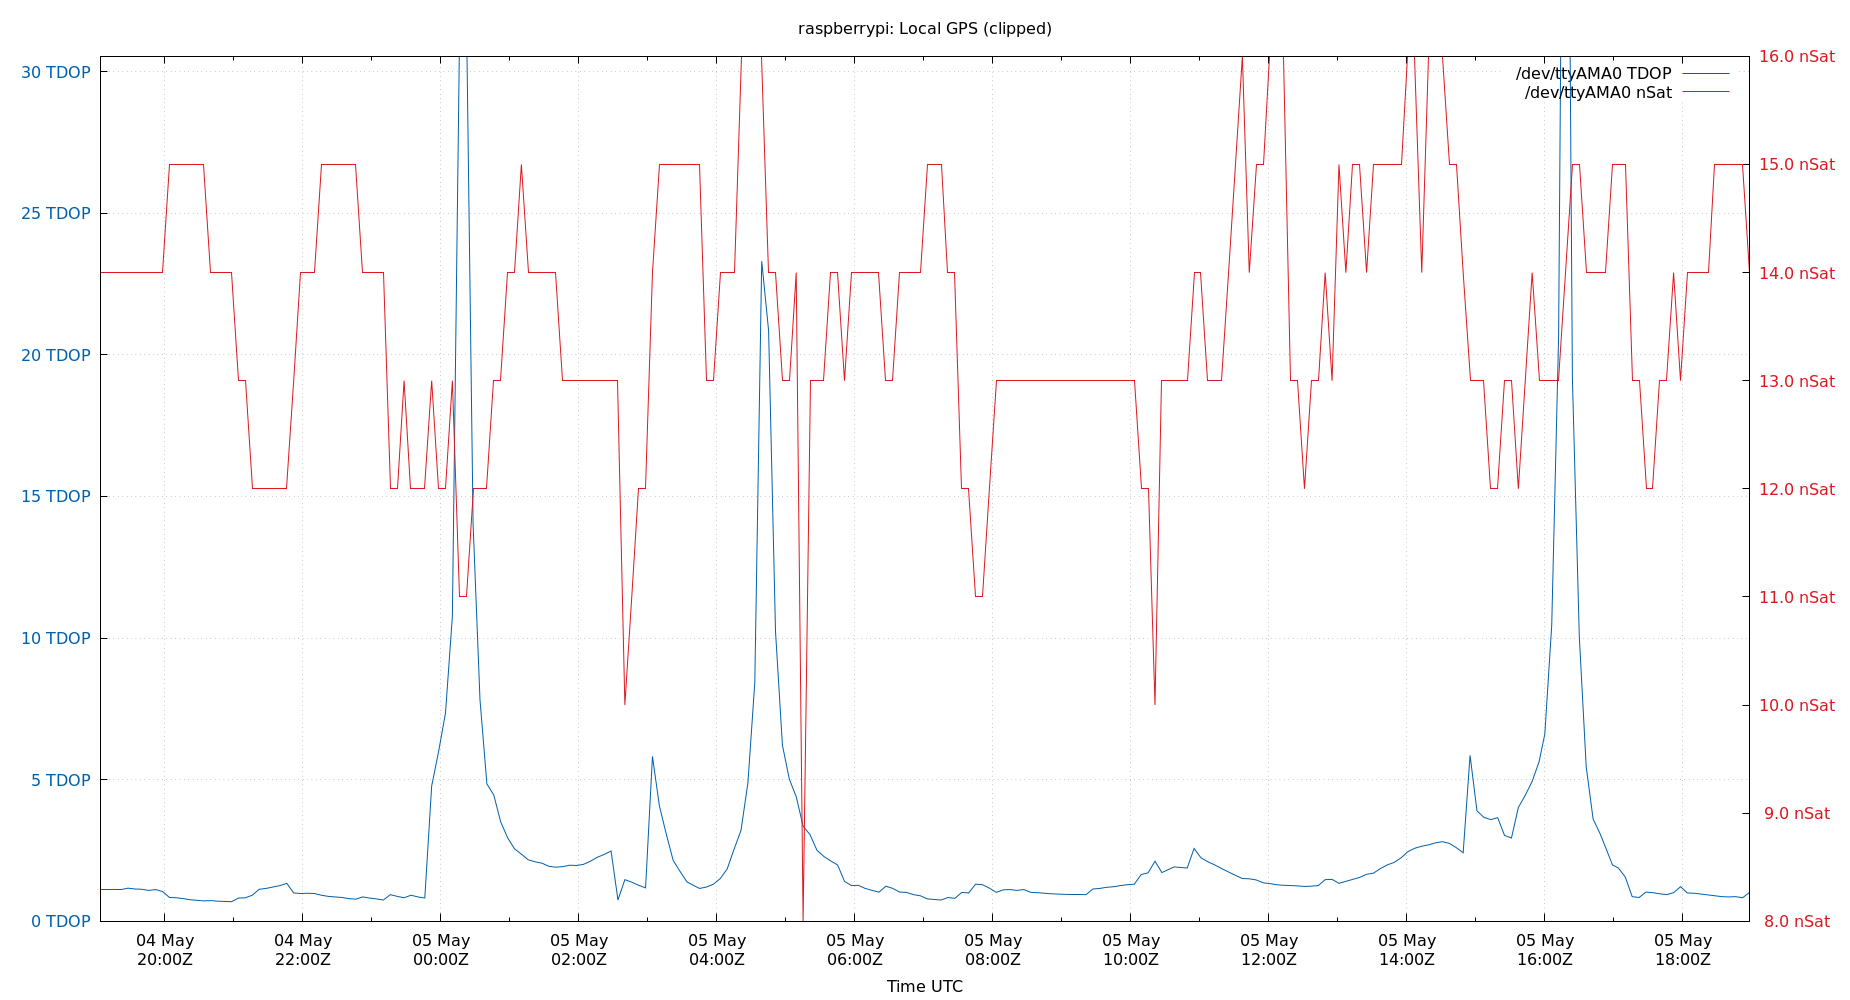 raspberrypi: Local GPS (clipped)
30 TDOP
25 TDOP
20 TDOP
15 TDOP
10 TDOP
5 TDOP
0 TDOP
16.0 nSat
15.0 nSat
14.0 nSat
13.0 nSat
12.0 nSat
11.0 nSat
10.0 nSat
9.0 nSat
8.0 nSat
/dev/ttyAMA0 TDOP
/dev/ttyAMA0 nSat
04 May
20:00Z
04 May
22:00Z
05 May
00:00Z
05 May
02:00Z
05 May
04:00Z
05 May
06:00Z
05 May
08:00Z
05 May
10:00Z
05 May
12:00Z
05 May
14:00Z
05 May
16:00Z
05 May
18:00Z
Time UTC